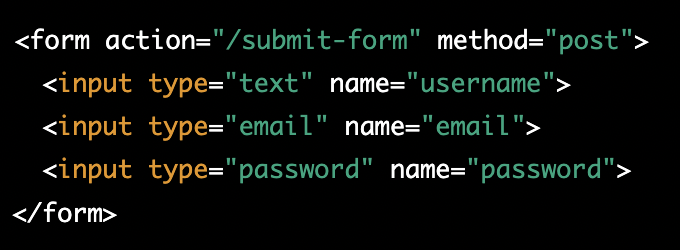 <form action="/submit-form" method="post">
<input type="text" name="username">
<input type="email" name="email">
<input type="password" name="password">
</form>